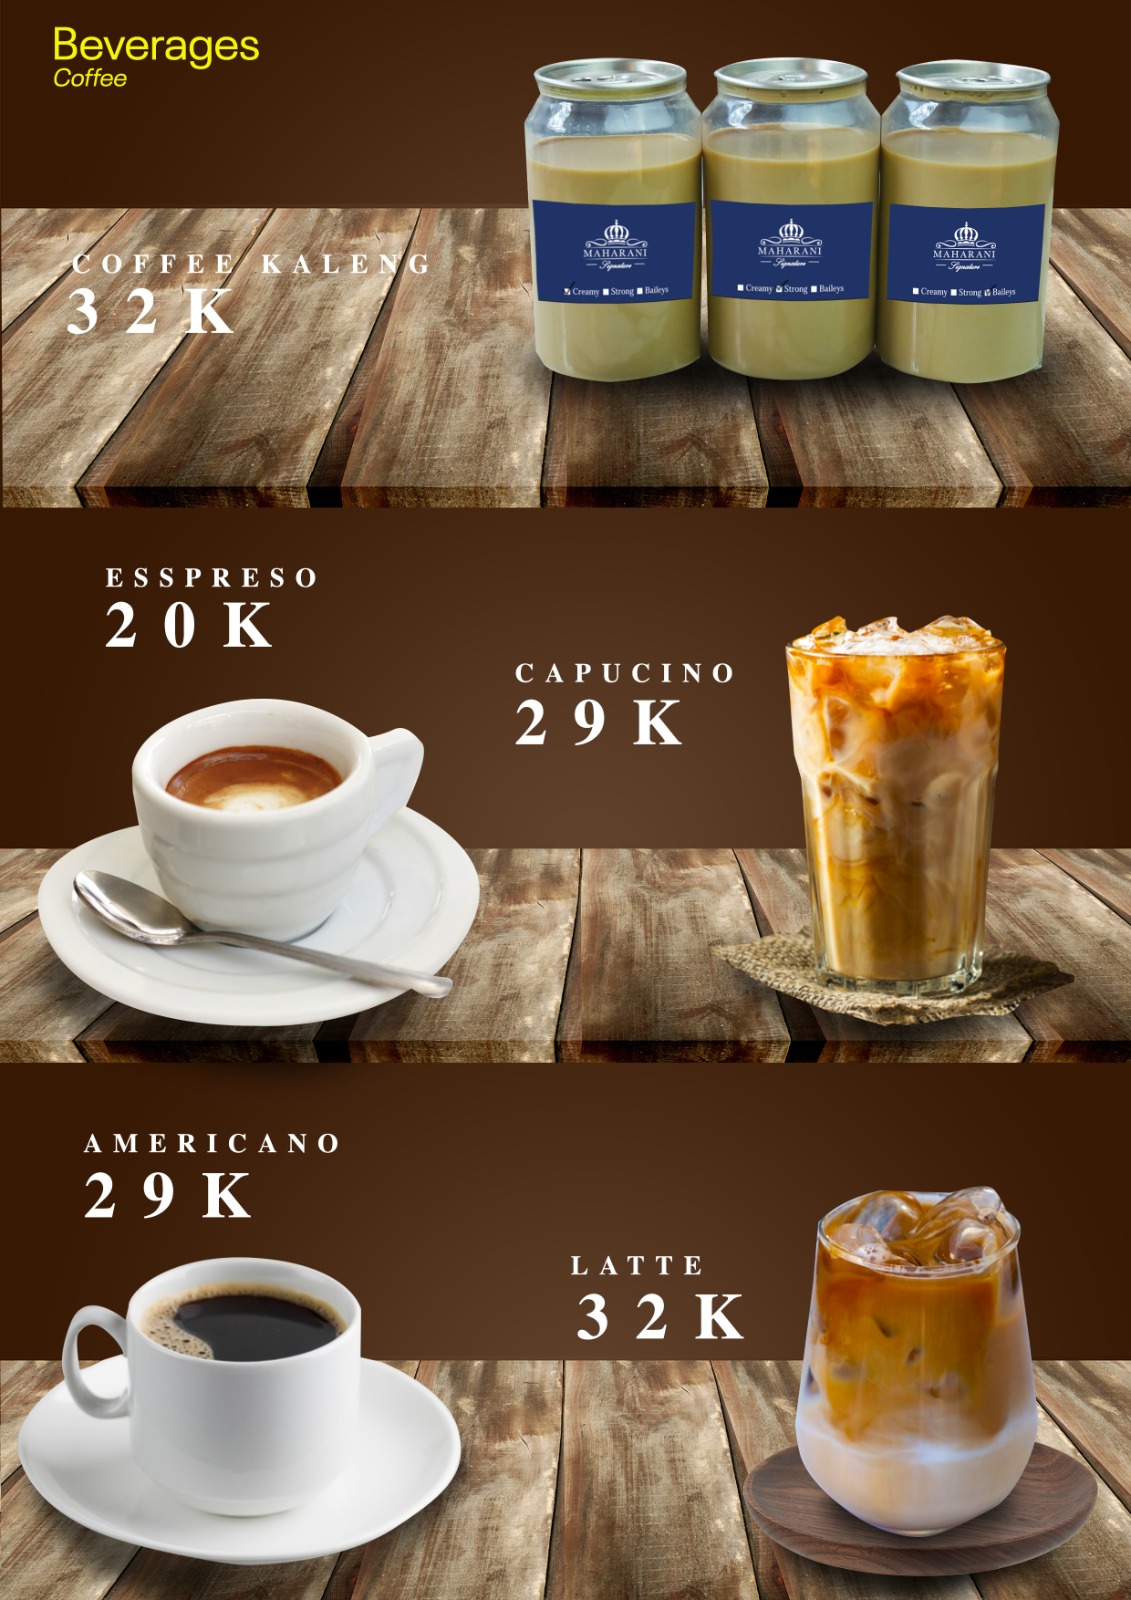 Beverages
Coffee
COFFEE KALENG
32K
MAHARANI
Signature
Creamy Strong Baileys
MAHARANI
Signature
Creamy Strong Baileys
MAHARANI
Signature
Creamy Strong Baileys
ESSPRESO
20K
CAPUCINO
29K
AMERICANO
29K
LATTE
32K